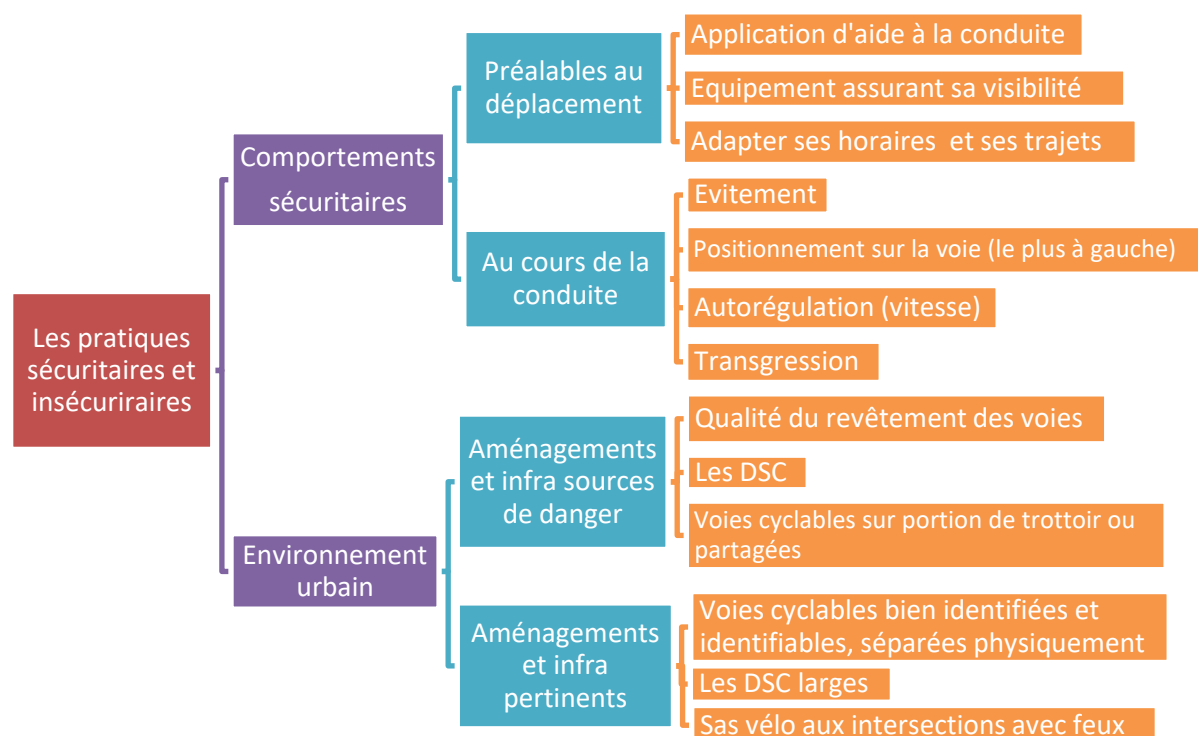 Les pratiques
sécuritaires et
insécuriraires
Comportements
sécuritaires
Préalables au
déplacement
Application d'aide à la conduite
Equipement assurant sa visibilité
Adapter ses horaires et ses trajets
Au cours de la
conduite
Evitement
Positionnement sur la voie (le plus à gauche)
Autorégulation (vitesse)
Transgression
Environnement
urbain
Aménagements
et infra sources
de danger
Qualité du revêtement des voies
Les DSC
Voies cyclables sur portion de trottoir ou
partagées
Aménagements
et infra
pertinents
Voies cyclables bien identifiées et
identifiables, séparées physiquement
Les DSC larges
Sas vélo aux intersections avec feux